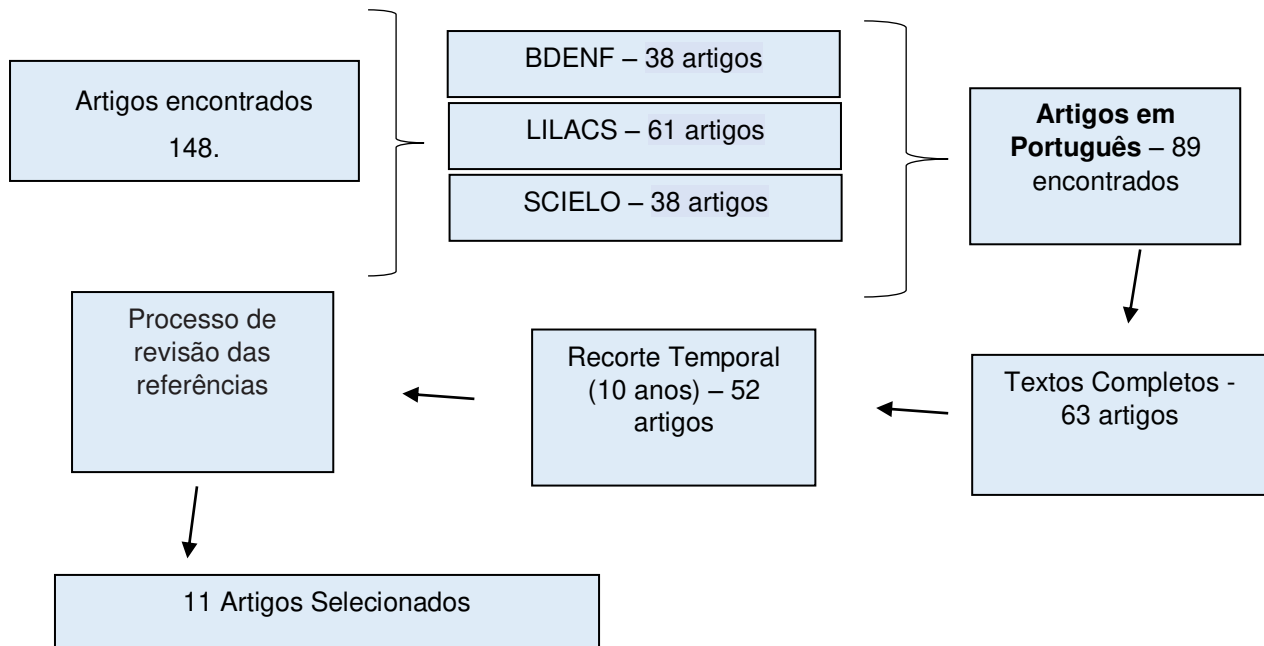 Artigos encontrados
148.
BDENF – 38 artigos
LILACS – 61 artigos
SCIELO – 38 artigos
Artigos em
Português – 89
encontrados
Textos Completos -
63 artigos
Recorte Temporal
(10 anos) – 52
artigos
Processo de
revisão das
referências
11 Artigos Selecionados